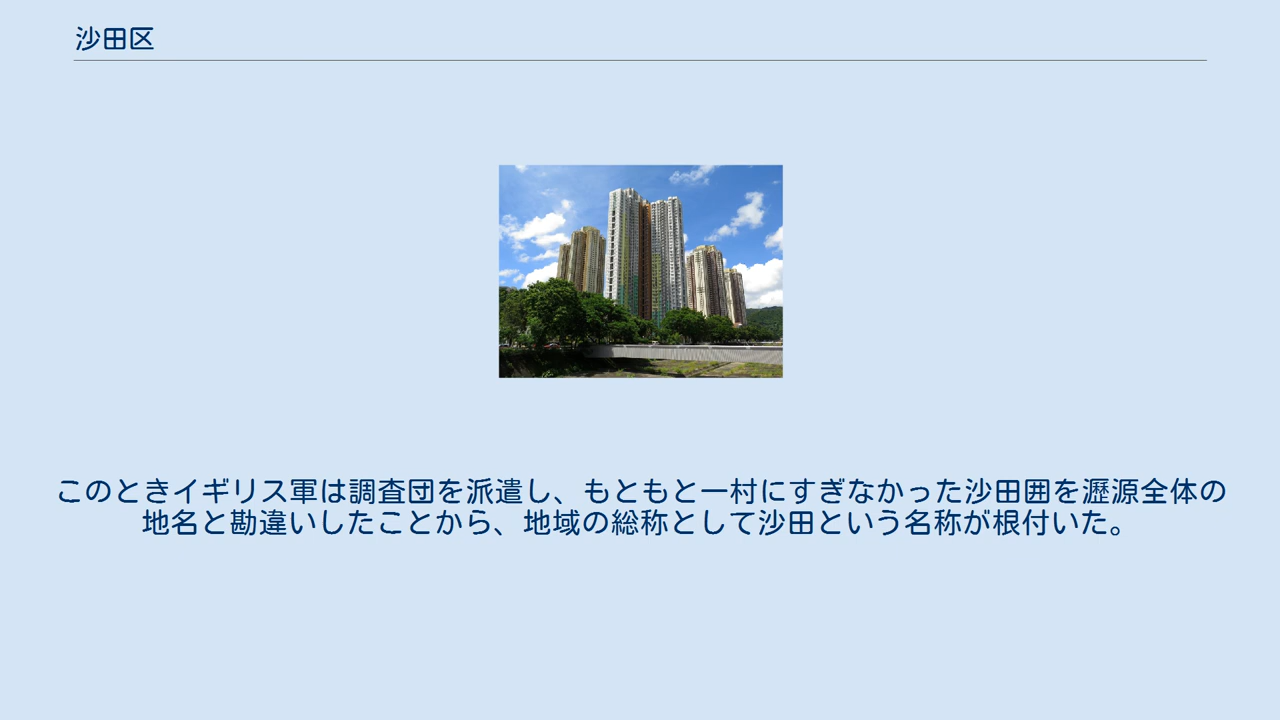 沙田区
このときイギリス軍は調査団を派遣し、もともと一村にすぎなかった沙田囲を瀝源全体の
地名と勘違いしたことから、地域の総称として沙田という名称が根付いた。